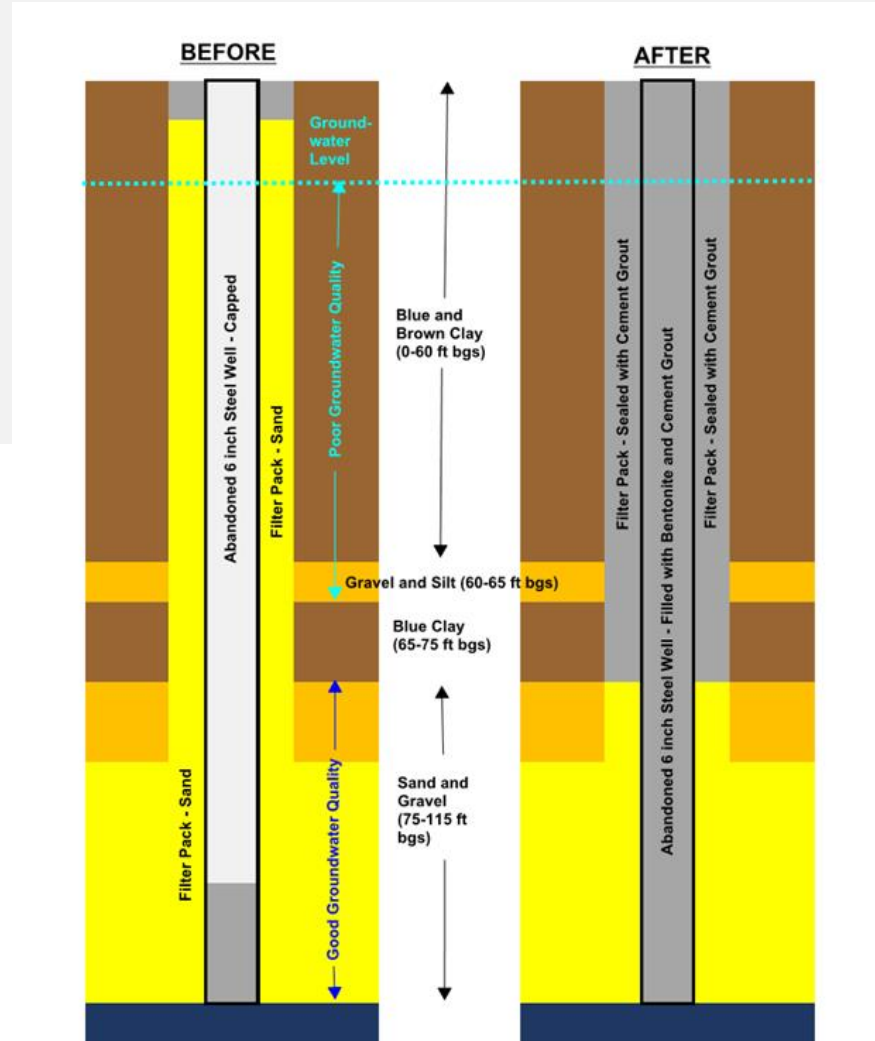 BEFORE
AFTER
Ground-
water
Level
Abandoned 6 inch Steel Well - Capped
Filter Pack - Sand
Filter Pack - Sand
Poor Groundwater Quality
Good Groundwater Quality
Blue and
Brown Clay
(0-60 ft bgs)
Gravel and Silt (60-65 ft bgs)
Blue Clay
(65-75 ft bgs)
Sand and
Gravel
(75-115 ft
bgs)
Filter Pack - Sealed with Cement Grout
Abandoned 6 inch Steel Well - Filled with Bentonite and Cement Grout
Filter Pack - Sealed with Cement Grout